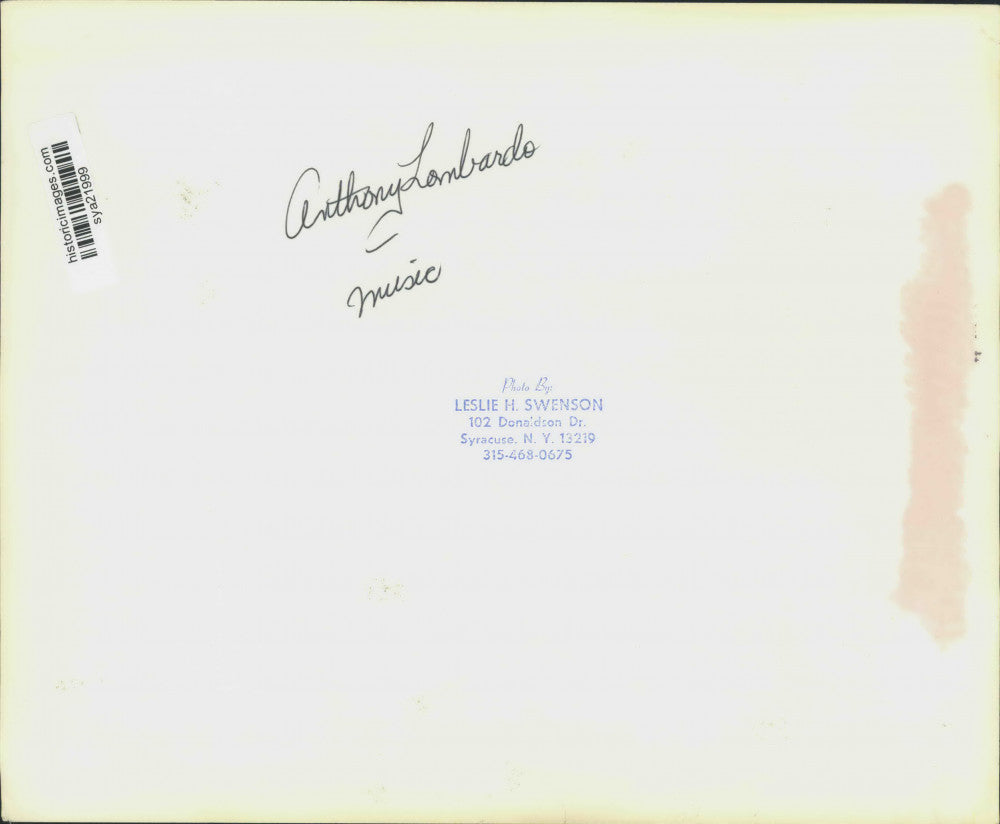 historicimages.com
sya21999
Anthony Lombardo
music
Photo By:
LESLIE H. SWENSON
102 Donaldson Dr.
Syracuse, N. Y. 13219
315-468-0675